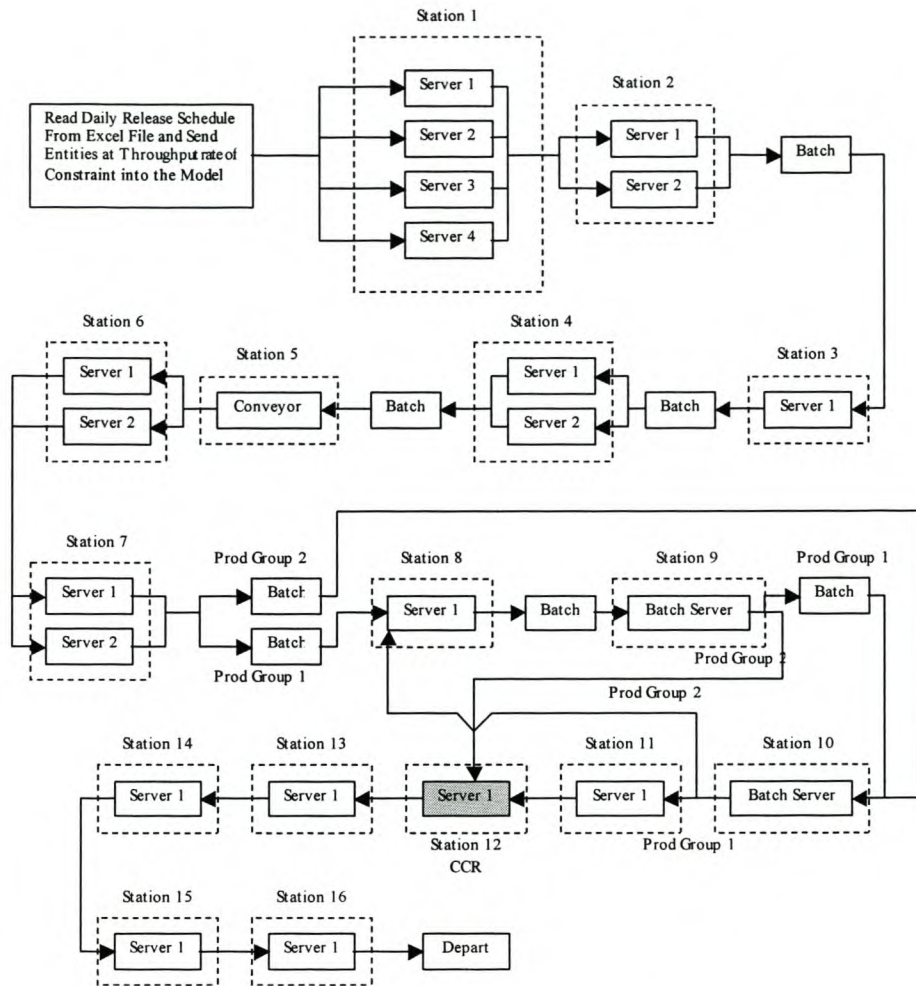 Station 1
Server 1
Server 2
Server 3
Server 4
Read Daily Release Schedule
From Excel File and Send
Entities at Throughput rate of
Constraint into the Model
Station 2
Server 1
Server 2
Batch
Station 6
Server 1
Server 2
Station 5
Conveyor
Batch
Station 4
Server 1
Server 2
Batch
Station 3
Server 1
Station 7
Server 1
Server 2
Prod Group 2
Batch
Batch
Prod Group 1
Station 8
Server 1
Batch
Station 9
Batch Server
Prod Group 1
Batch
Prod Group 2
Prod Group 2
Station 14
Server 1
Station 13
Server 1
Server 1
Station 12
CCR
Station 11
Server 1
Prod Group 1
Station 10
Batch Server
Station 15
Server 1
Station 16
Server 1
Depart